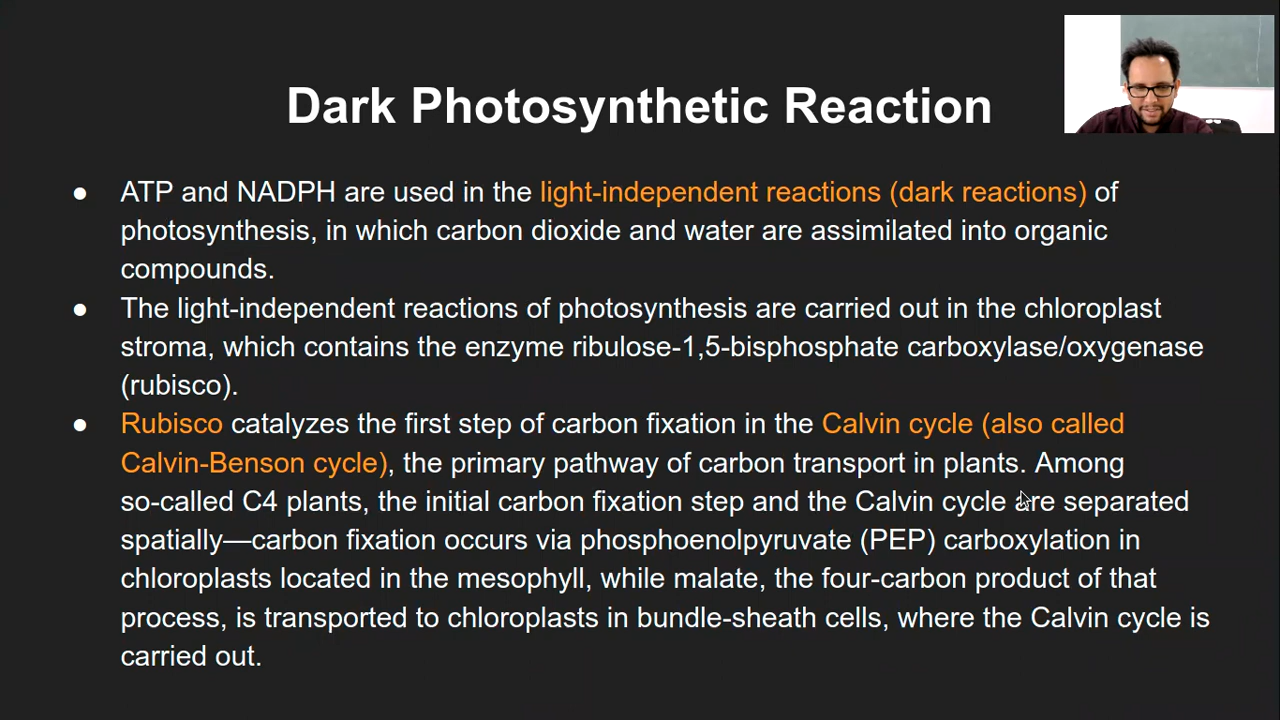 Dark Photosynthetic Reaction
● ATP and NADPH are used in the light-independent reactions (dark reactions) of
photosynthesis, in which carbon dioxide and water are assimilated into organic
compounds.
● The light-independent reactions of photosynthesis are carried out in the chloroplast
stroma, which contains the enzyme ribulose-1,5-bisphosphate carboxylase/oxygenase
(rubisco).
● Rubisco catalyzes the first step of carbon fixation in the Calvin cycle (also called
Calvin-Benson cycle), the primary pathway of carbon transport in plants. Among
so-called C4 plants, the initial carbon fixation step and the Calvin cycle are separated
spatially—carbon fixation occurs via phosphoenolpyruvate (PEP) carboxylation in
chloroplasts located in the mesophyll, while malate, the four-carbon product of that
process, is transported to chloroplasts in bundle-sheath cells, where the Calvin cycle is
carried out.